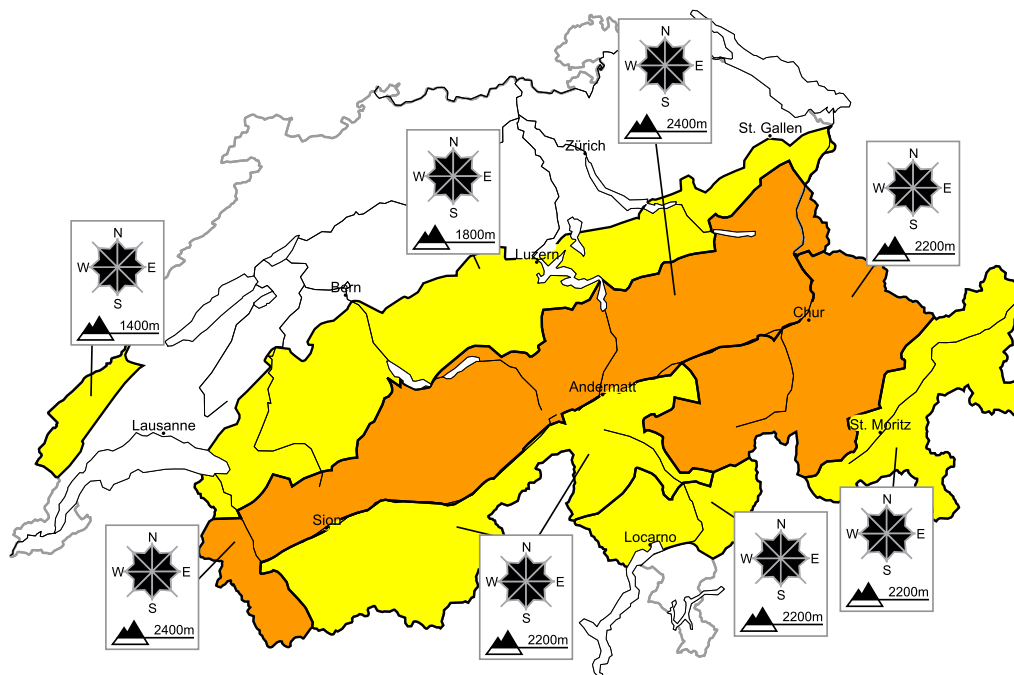 N
W E
S
2400m
St. Gallen
Zürich
N
W E
S
1800m
N
W E
S
2200m
N
W E
S
1400m
Luzern
Bern
Chur
Andermatt
Lausanne
St. Moritz
Sion
Locarno
N
W E
S
2400m
N
W E
S
2200m
N
W E
S
2200m
N
W E
S
2200m